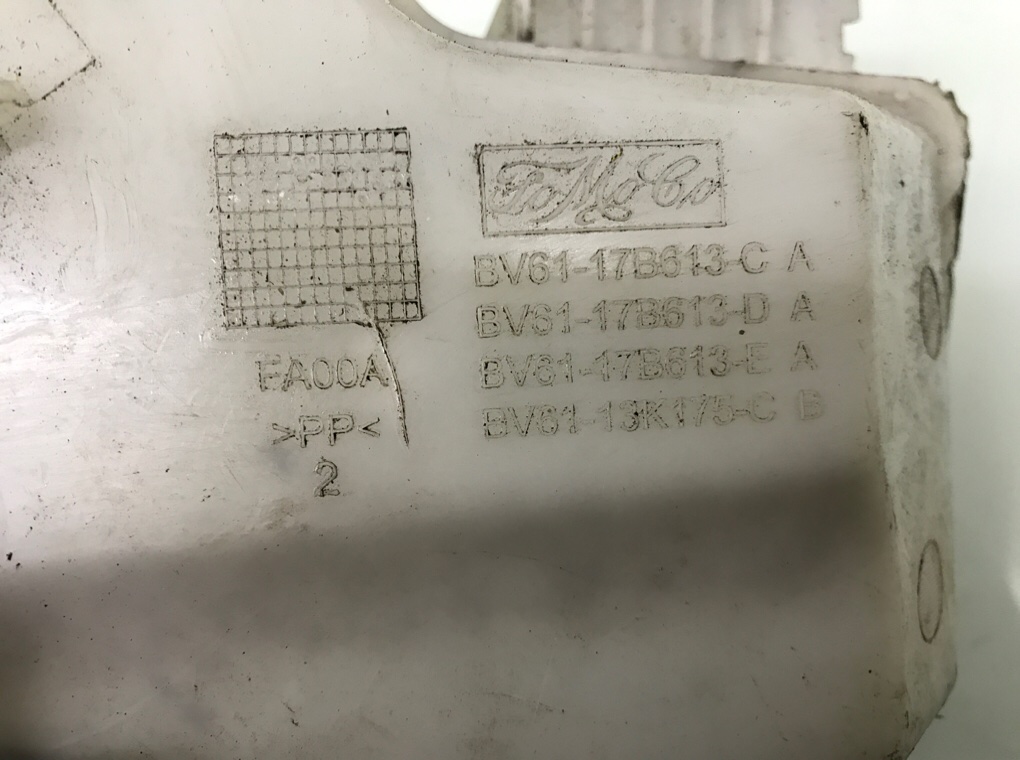 FoMoCo
BV61-17B613-C A
BV61-17B613-D A
BV61-17B613-E A
BV61-13K175-C B
EA00A
>PP<
2